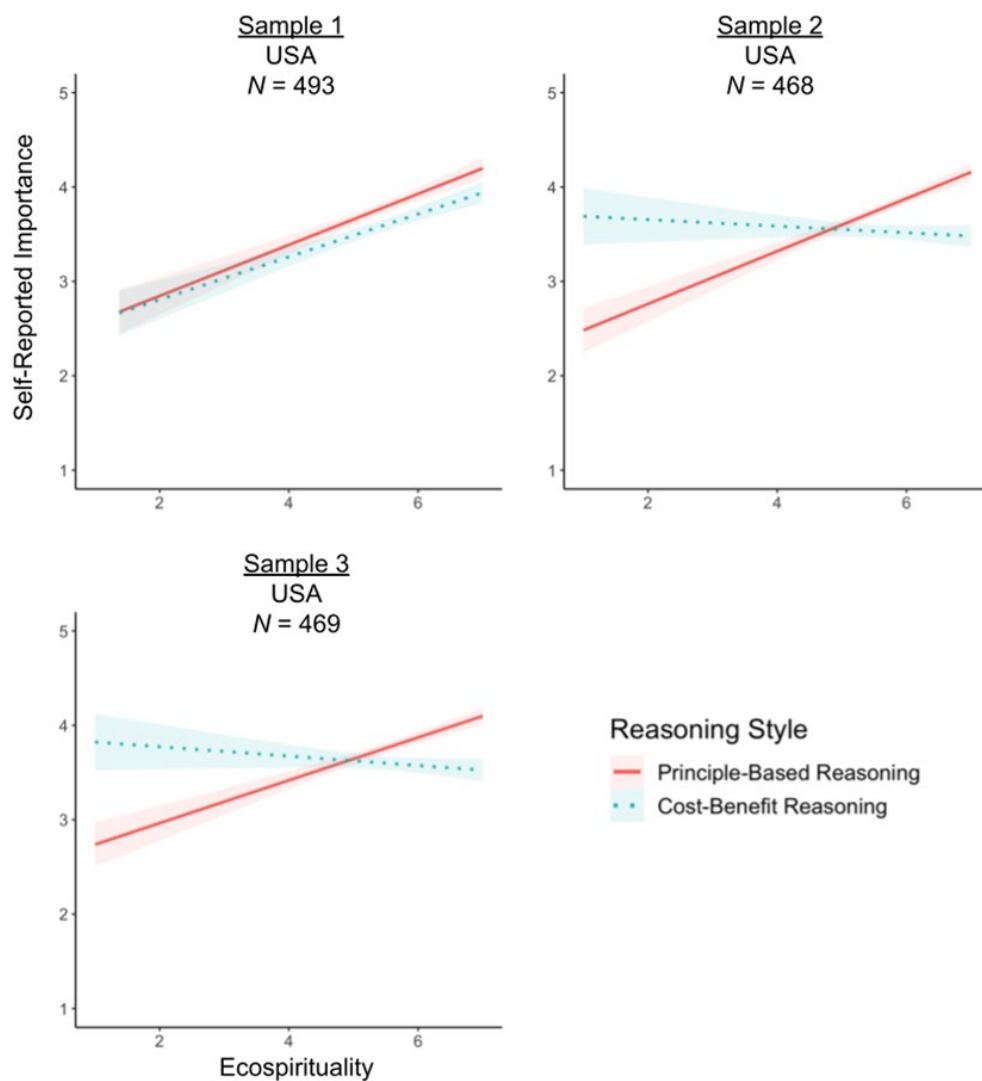 Sample 1
USA
N = 493
Sample 2
USA
N = 468
Self-Reported Importance
5
4
3
2
1
2 4 6
5
4
3
2
1
2 4 6
Sample 3
USA
N = 469
5
4
3
2
1
2 4 6
Ecospirituality
Reasoning Style
Principle-Based Reasoning
Cost-Benefit Reasoning